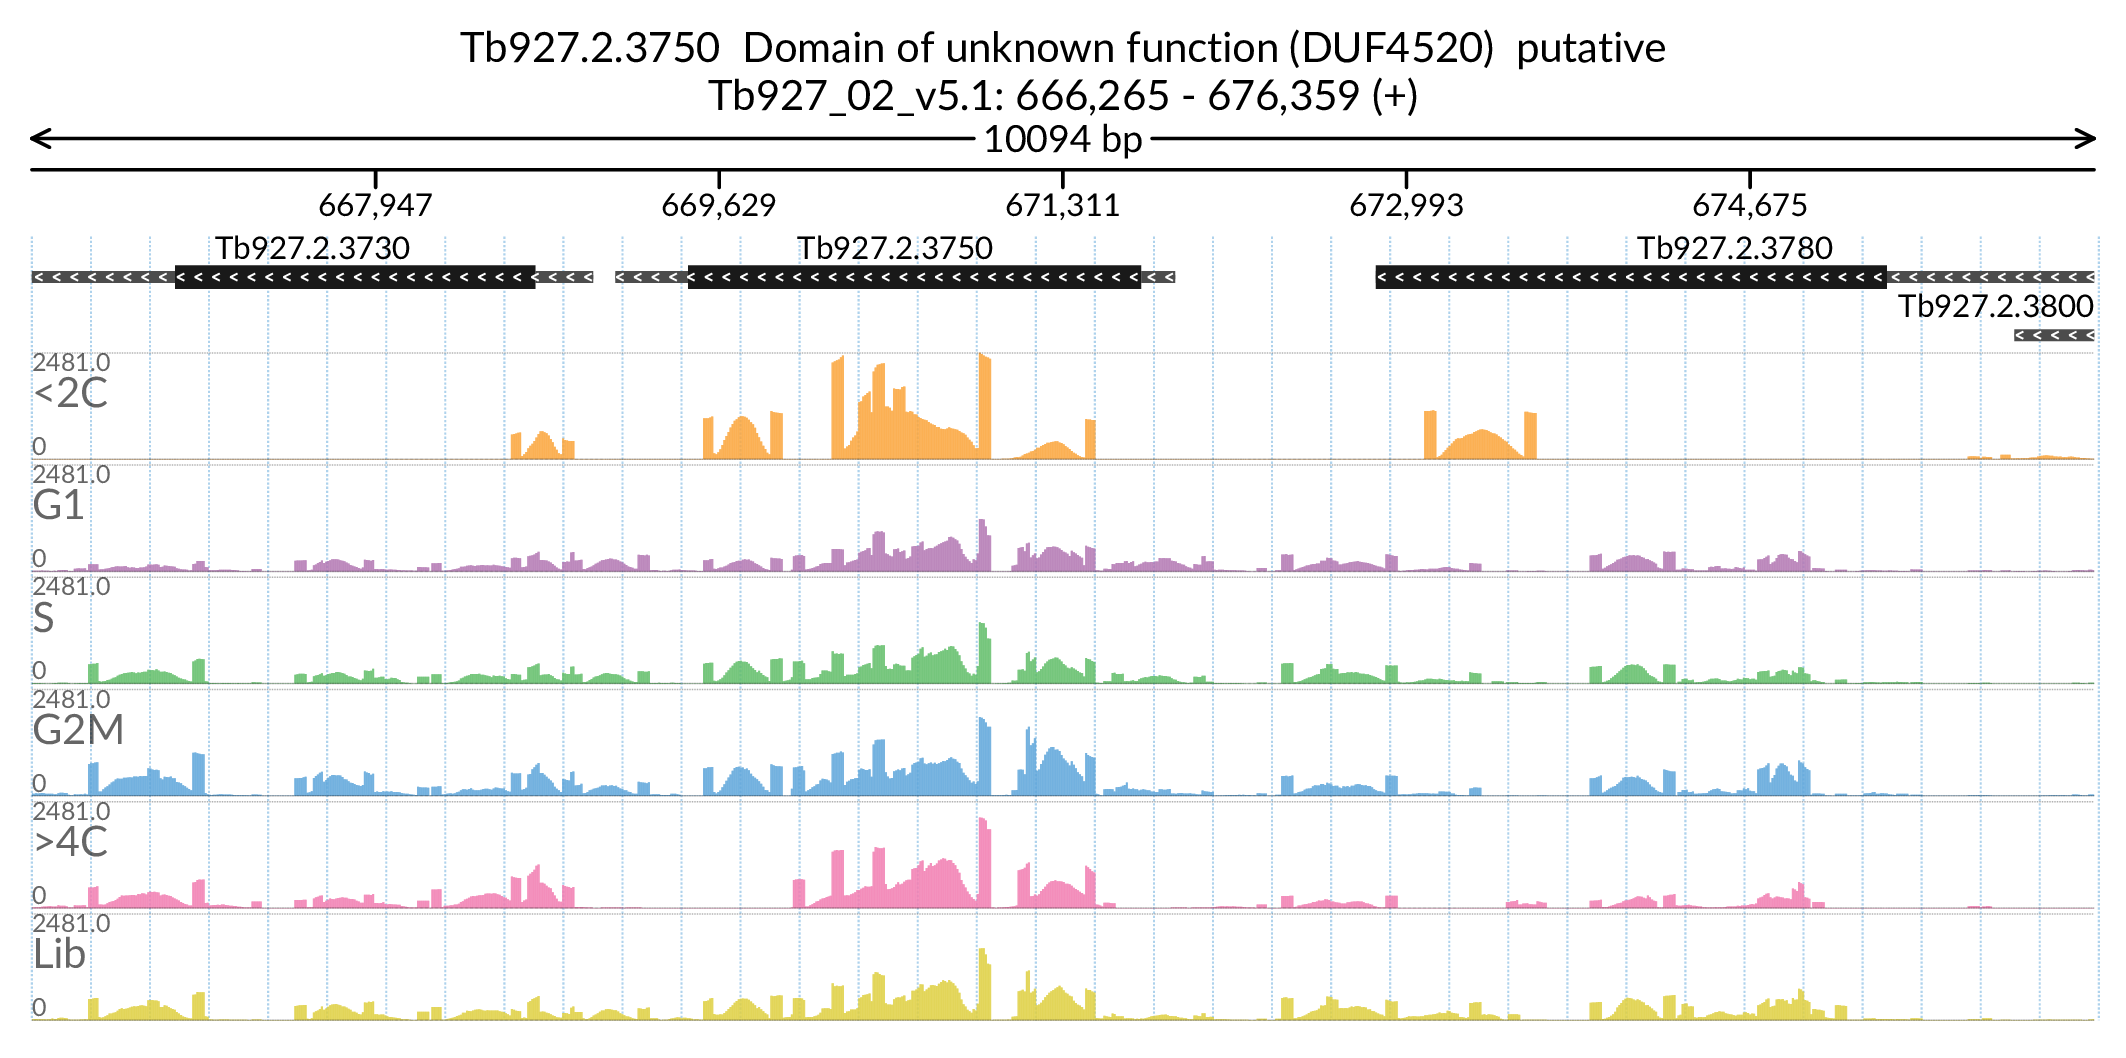 Tb927.2.3750  Domain of unknown function (DUF4520)  putative
Tb927_02_v5.1: 666,265 - 676,359 (+)
10094 bp
667,947 669,629 671,311 672,993 674,675
Tb927.2.3730 Tb927.2.3750 Tb927.2.3780
Tb927.2.3800
2481.0
<2C
0
2481.0
G1
0
2481.0
S
0
2481.0
G2M
0
2481.0
>4C
0
2481.0
Lib
0